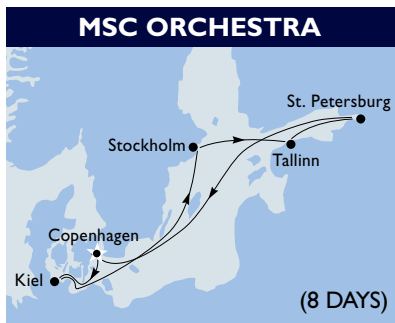 MSC ORCHESTRA
St. Petersburg
Stockholm
Tallinn
Copenhagen
Kiel
(8 DAYS)